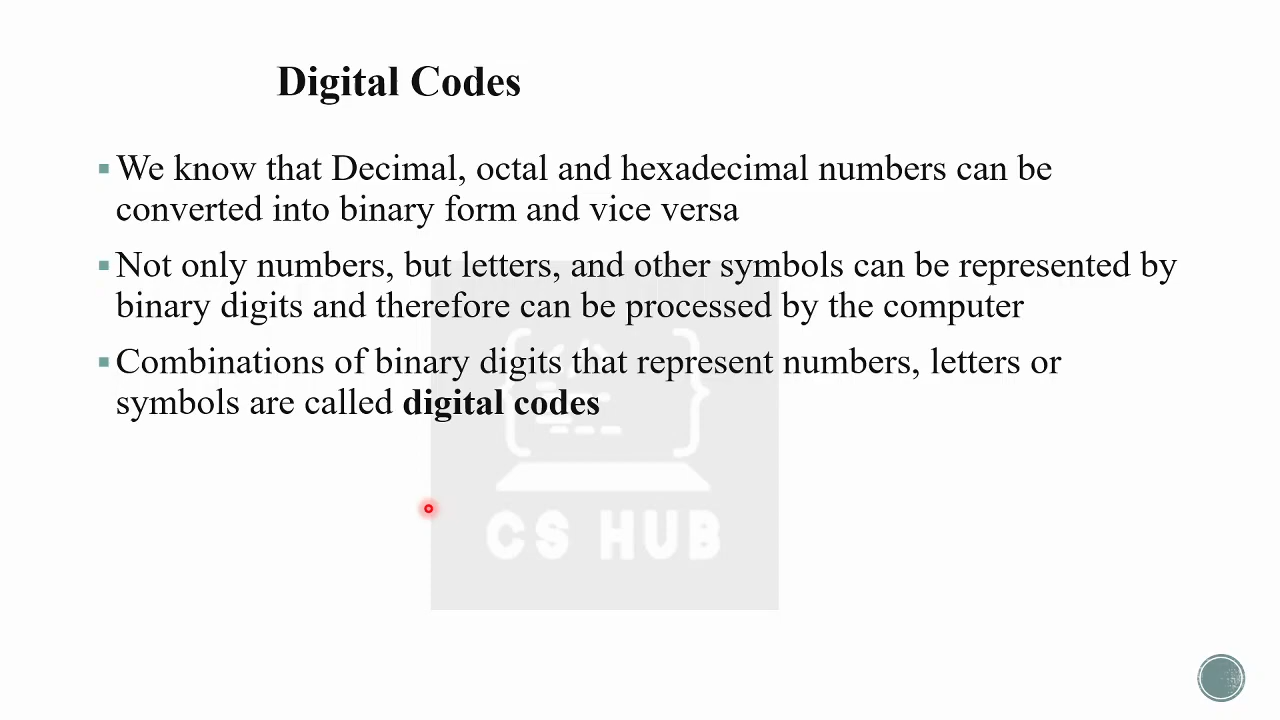 Digital Codes
We know that Decimal, octal and hexadecimal numbers can be
converted into binary form and vice versa
Not only numbers, but letters, and other symbols can be represented by
binary digits and therefore can be processed by the computer
Combinations of binary digits that represent numbers, letters or
symbols are called digital codes
CS HUB